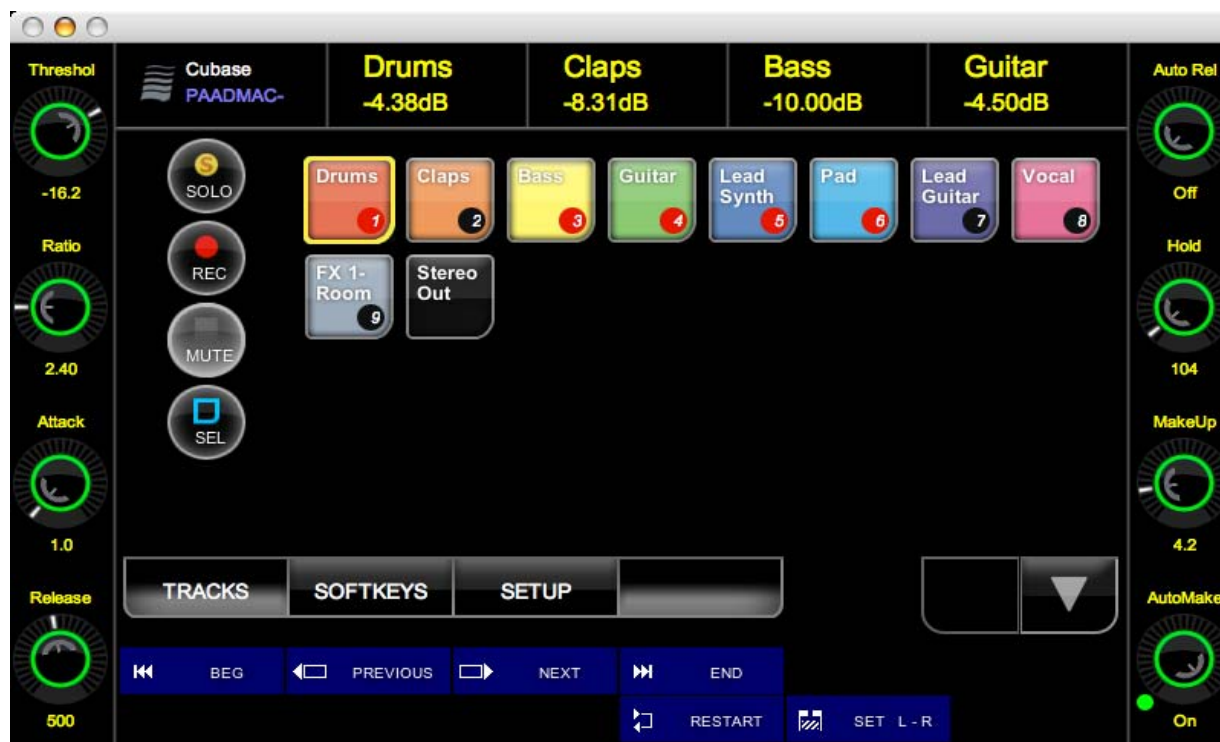 Threshol
-16.2
Ratio
2.40
Attack
1.0
Release
500
Cubase
PAADMAC-
Drums
-4.38dB
Claps
-8.31dB
Bass
-10.00dB
Guitar
-4.50dB
S
SOLO
REC
MUTE
SEL
Drums
1
Claps
2
Bass
3
Guitar
4
Lead
Synth
5
Pad
6
Lead
Guitar
7
Vocal
8
FX 1-
Room
9
Stereo
Out
TRACKS
SOFTKEYS
SETUP
BEG
PREVIOUS
NEXT
END
RESTART
SET L-R
Auto Rel
Off
Hold
104
MakeUp
4.2
AutoMake
On